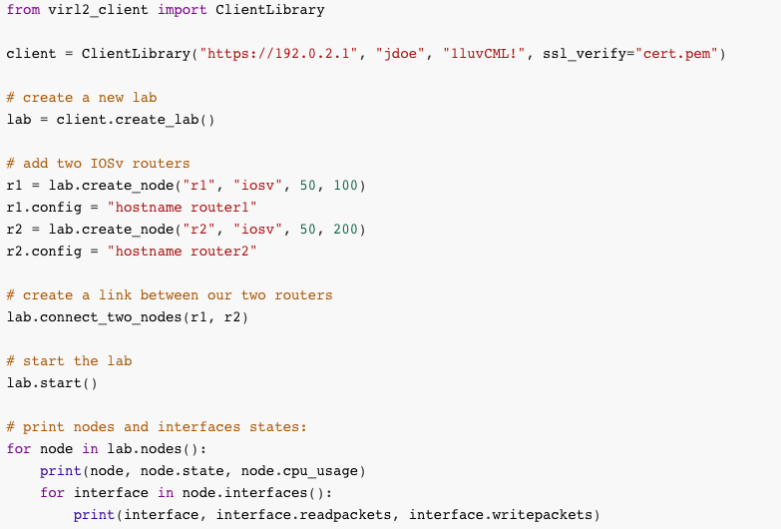 from virl2_client import ClientLibrary
client = ClientLibrary("https://192.0.2.1", "jdoe", "1luvCML!", ssl_verify="cert.pem")
# create a new lab
lab = client.create_lab()
# add two IOSv routers
r1 = lab.create_node("r1", "iosv", 50, 100)
r1.config = "hostname router1"
r2 = lab.create_node("r2", "iosv", 50, 200)
r2.config = "hostname router2"
# create a link between our two routers
lab.connect_two_nodes(r1, r2)
# start the lab
lab.start()
# print nodes and interfaces states:
for node in lab.nodes():
    print(node, node.state, node.cpu_usage)
    for interface in node.interfaces():
        print(interface, interface.readpackets, interface.writepackets)